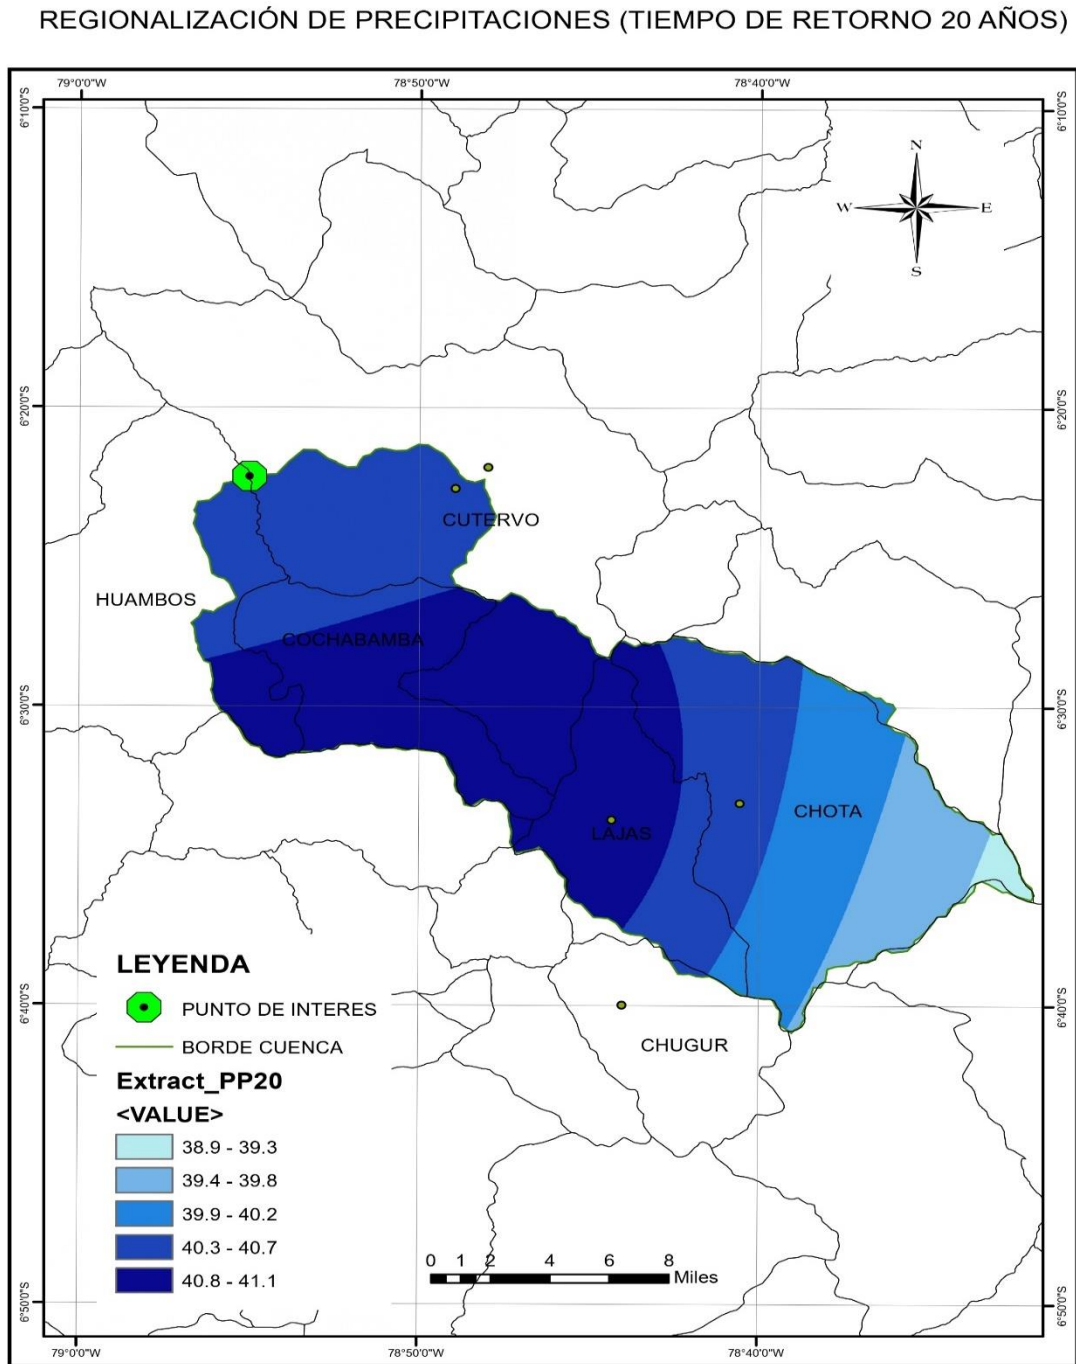 REGIONALIZACIÓN DE PRECIPITACIONES (TIEMPO DE RETORNO 20 AÑOS)
79°0'0"W 78°50'0"W 78°40'0"W
6°10'0"S 6°10'0"S
N
W E
S
6°20'0"S 6°20'0"S
CUTERVO
HUAMBOS
COCHABAMBA
6°30'0"S 6°30'0"S
CHOTA
LAJAS
LEYENDA
PUNTO DE INTERES
6°40'0"S 6°40'0"S
BORDE CUENCA
CHUGUR
Extract_PP20
<VALUE>
38.9 - 39.3
39.4 - 39.8
39.9 - 40.2
40.3 - 40.7
40.8 - 41.1
0 1 2 4 6 8
Miles
6°50'0"S 6°50'0"S
79°0'0"W 78°50'0"W 78°40'0"W